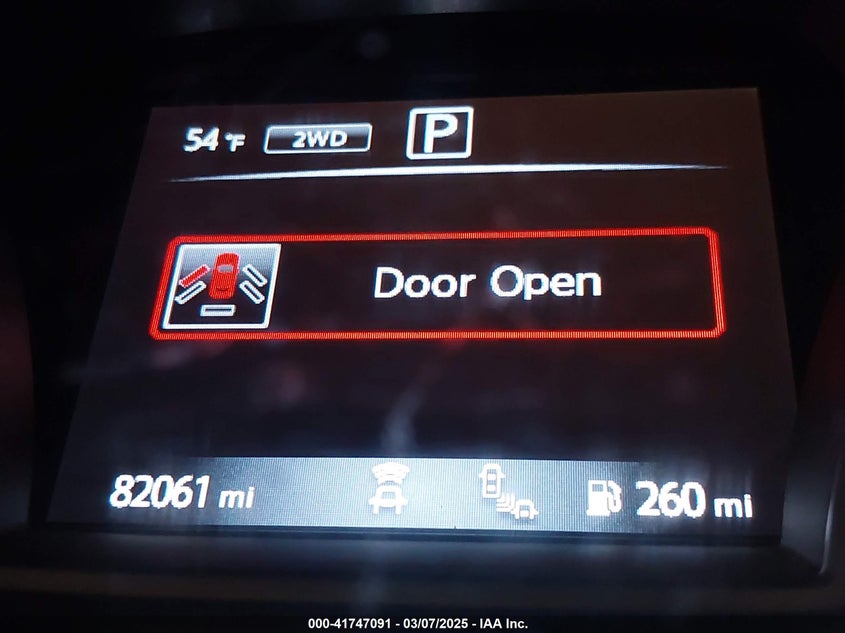 54 °F 2WD P
Door Open
82061 mi 260 mi
000-41747091 - 03/07/2025 - IAA Inc.